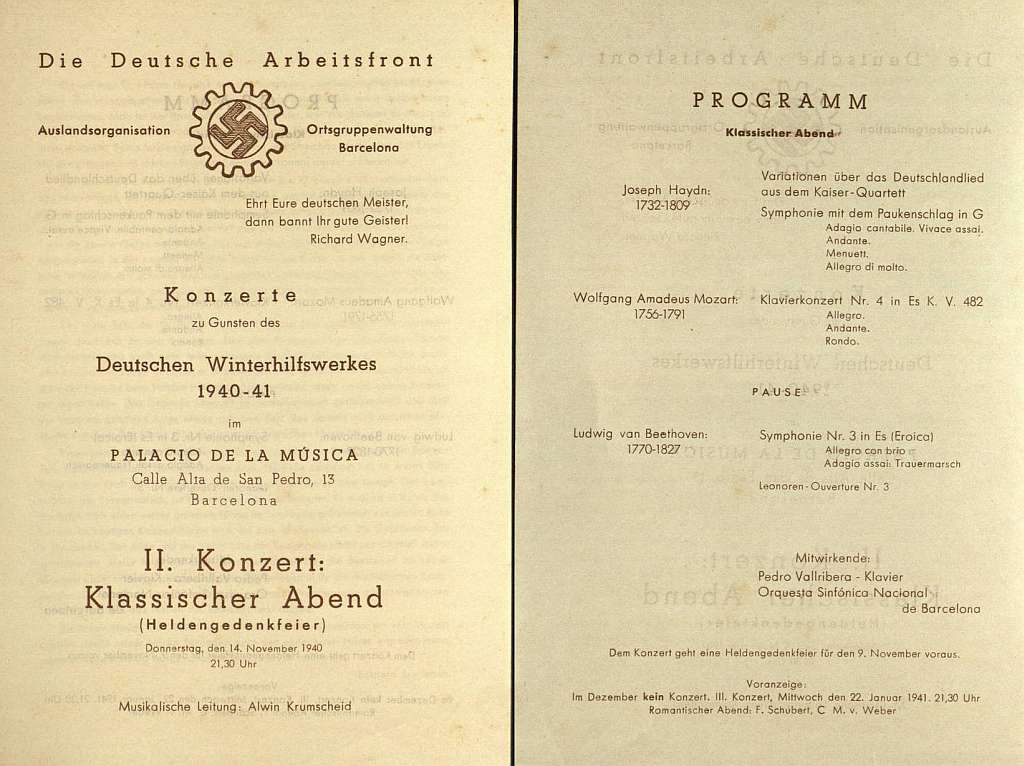 Die Deutsche Arbeitsfront
Auslandsorganisation
Ortsgruppenwaltung
Barcelona
Ehrt Eure deutschen Meister,
dann bannt Ihr gute Geister!
Richard Wagner.
Konzerte
zu Gunsten des
Deutschen Winterhilfswerkes
1940-41
im
PALACIO DE LA MÚSICA
Calle Alta de San Pedro, 13
Barcelona
II. Konzert:
Klassischer Abend
(Heldengedenkfeier)
Donnerstag, den 14. November 1940
21,30 Uhr
Musikalische Leitung: Alwin Krumscheid
PROGRAMM
Klassischer Abend
Joseph Haydn:
1732-1809
Variationen über das Deutschlandlied
aus dem Kaiser-Quartett
Symphonie mit dem Paukenschlag in G
Adagio cantabile. Vivace assai.
Andante.
Menuett.
Allegro di molto.
Wolfgang Amadeus Mozart:
1756-1791
Klavierkonzert Nr. 4 in Es K. V. 482
Allegro.
Andante.
Rondo.
PAUSE
Ludwig van Beethoven:
1770-1827
Symphonie Nr. 3 in Es (Eroica)
Allegro con brio
Adagio assai: Trauermarsch
Leonoren-Ouverture Nr. 3
Mitwirkende:
Pedro Vallribera - Klavier
Orquesta Sinfónica Nacional
de Barcelona
Dem Konzert geht eine Heldengedenkfeier für den 9. November voraus.
Voranzeige:
Im Dezember kein Konzert. III. Konzert, Mittwoch den 22. Januar 1941. 21,30 Uhr
Romantischer Abend: F. Schubert, C M. v. Weber